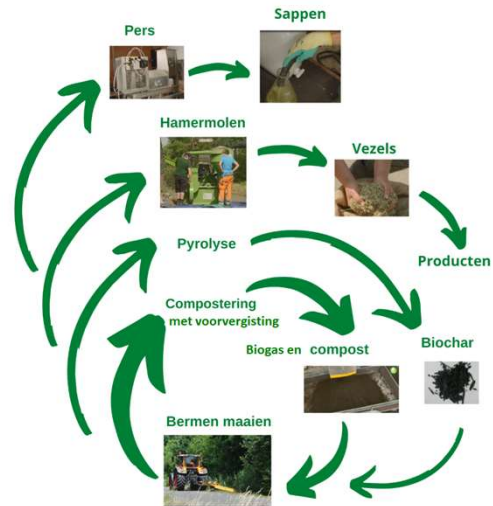 Sappen
Pers
Hamermolen
Vezels
Pyrolyse
Producten
Compostering
met voorvergisting
Biogas en compost
Biochar
Bermen maaien